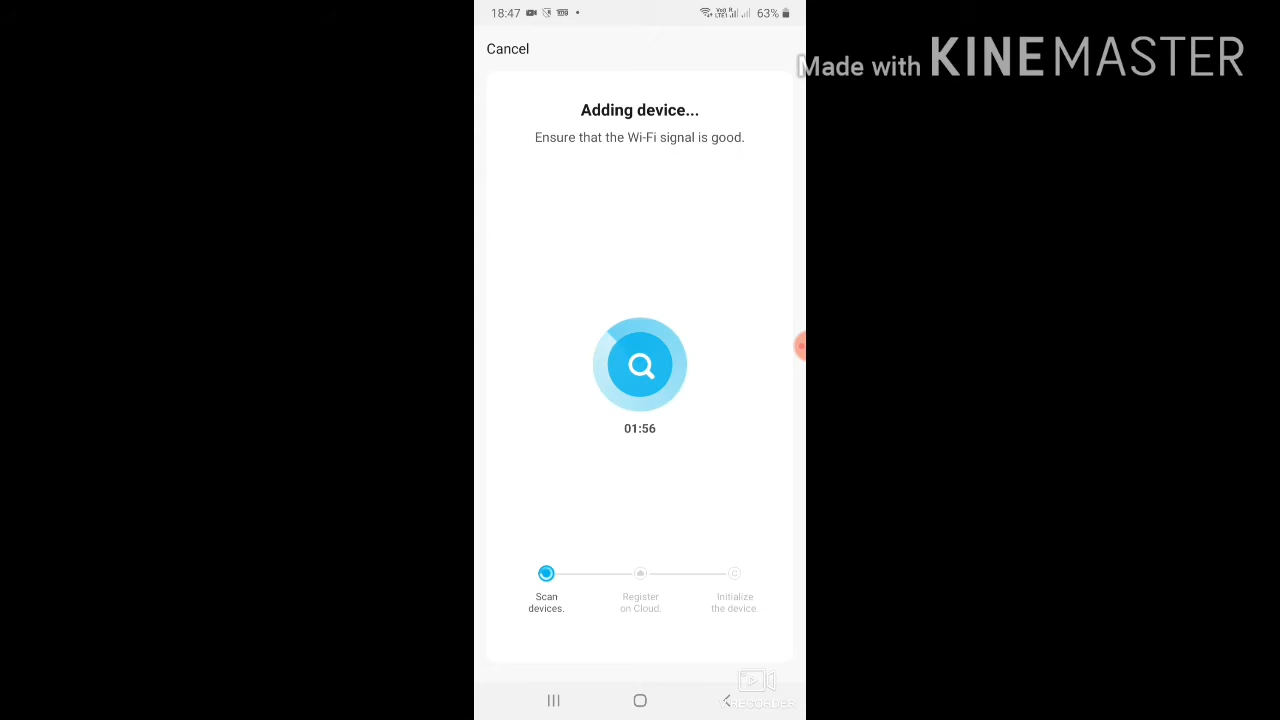 18:47
63%
Cancel
Made with KINEMASTER
Adding device...
Ensure that the Wi-Fi signal is good.
01:56
Scan
devices.
Register
on Cloud.
Initialize
the device.